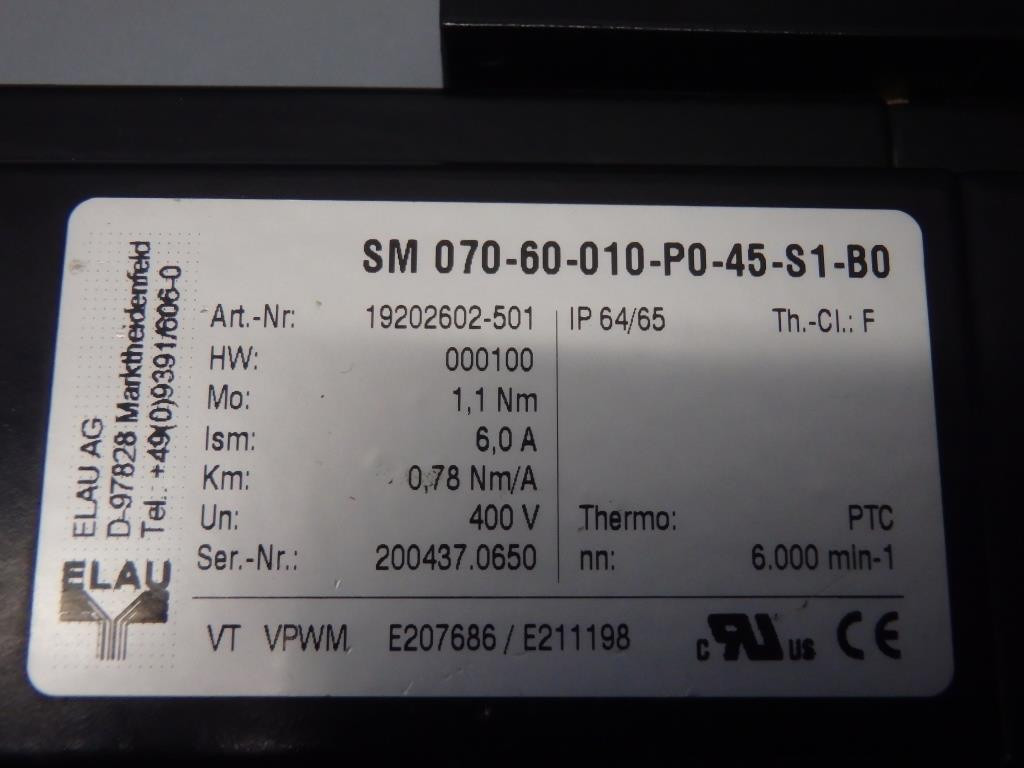 SM 070-60-010-P0-45-S1-B0
Art.-Nr: 19202602-501 IP 64/65 Th.-Cl.: F
HW: 000100
Mo: 1,1 Nm
Ism: 6,0 A
Km: 0,78 Nm/A
Un: 400 V Thermo: PTC
Ser.-Nr.: 200437.0650 nn: 6.000 min-1
VT VPWM E207686 / E211198 c RU us CE
ELAU AG
D-97828 Marktheidenfeld
Tel.: +49(0)9391/606-0
ELAU